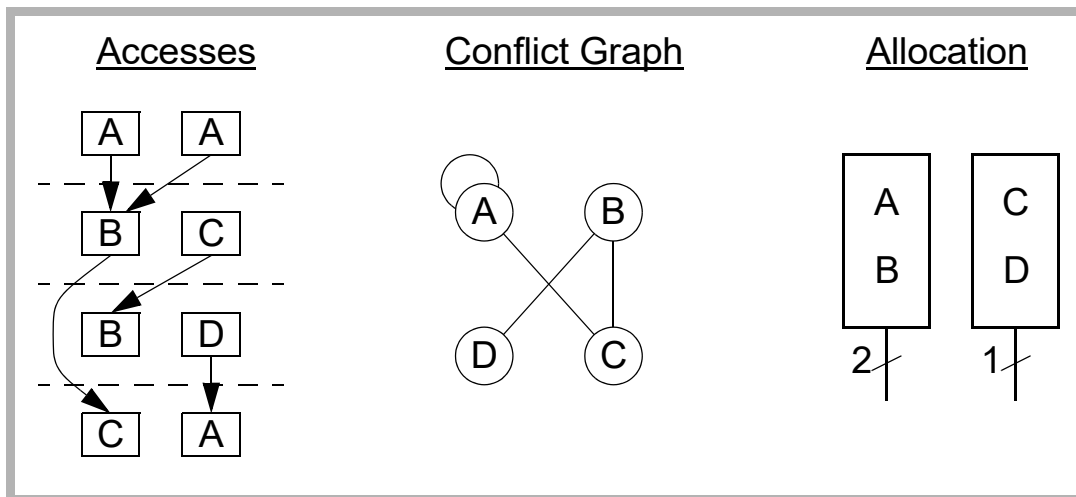 Accesses
Conflict Graph
Allocation
A A
B C
B D
C A
A B
D C
A
B
2
C
D
1